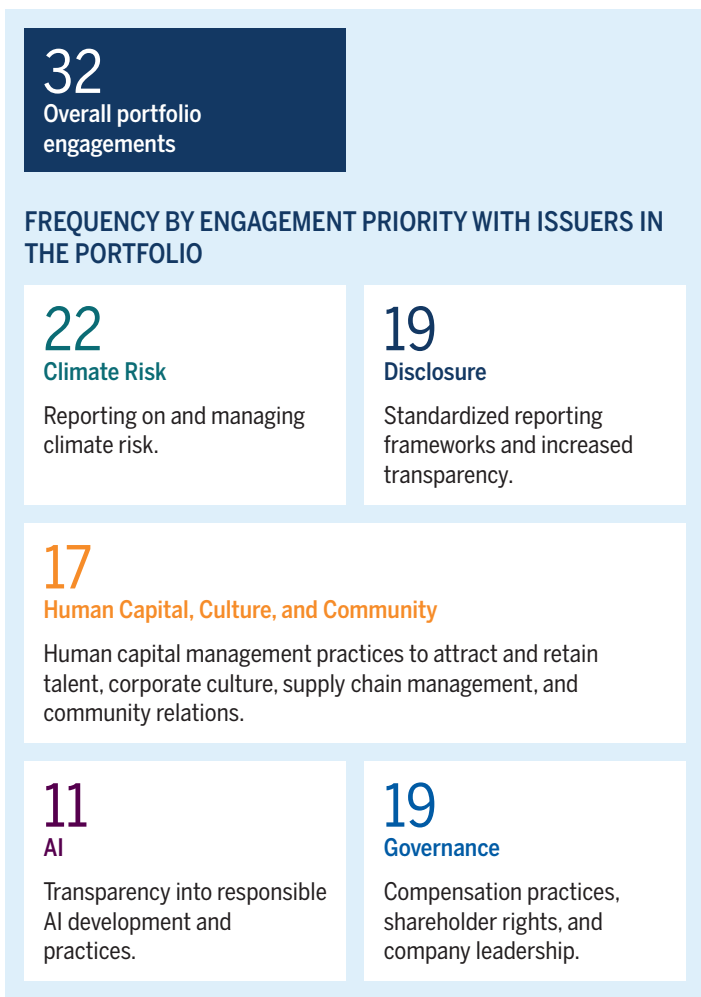 32
Overall portfolio
engagements
FREQUENCY BY ENGAGEMENT PRIORITY WITH ISSUERS IN
THE PORTFOLIO
22
Climate Risk
Reporting on and managing
climate risk.
19
Disclosure
Standardized reporting
frameworks and increased
transparency.
17
Human Capital, Culture, and Community
Human capital management practices to attract and retain
talent, corporate culture, supply chain management, and
community relations.
11
AI
Transparency into responsible
AI development and
practices.
19
Governance
Compensation practices,
shareholder rights, and
company leadership.